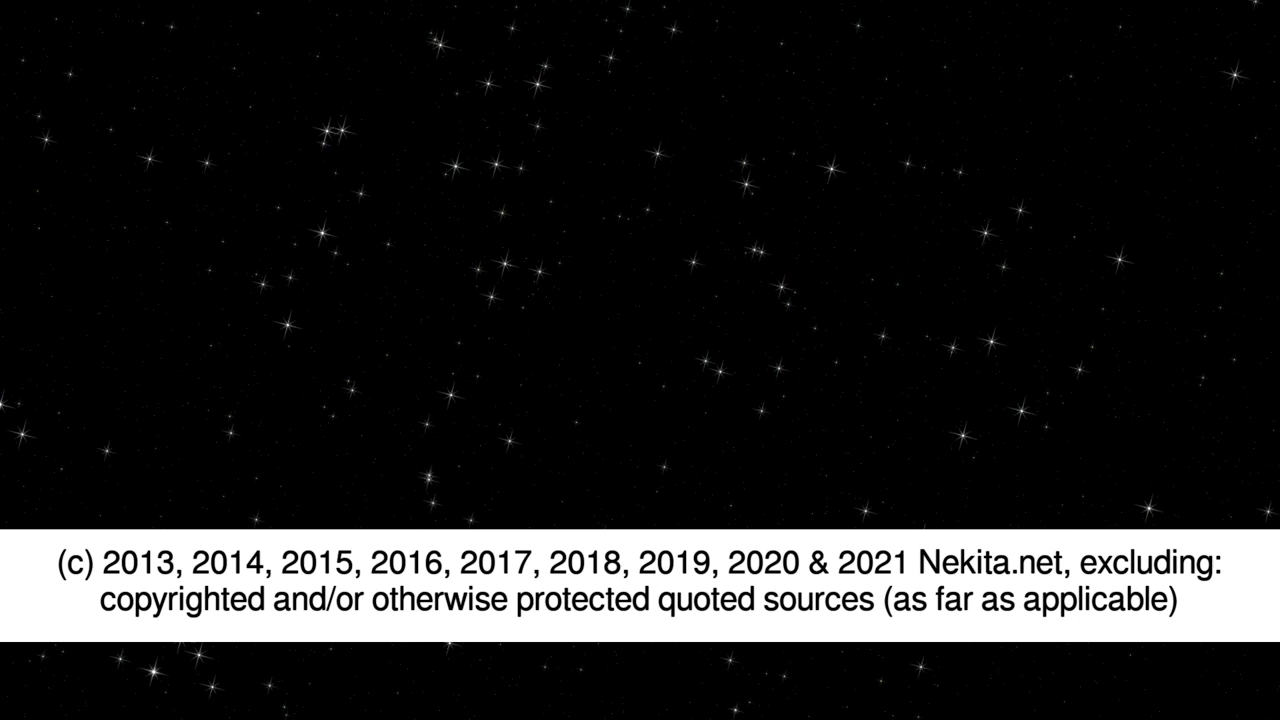 (c) 2013, 2014, 2015, 2016, 2017, 2018, 2019, 2020 & 2021 Nekita.net, excluding:
copyrighted and/or otherwise protected quoted sources (as far as applicable)